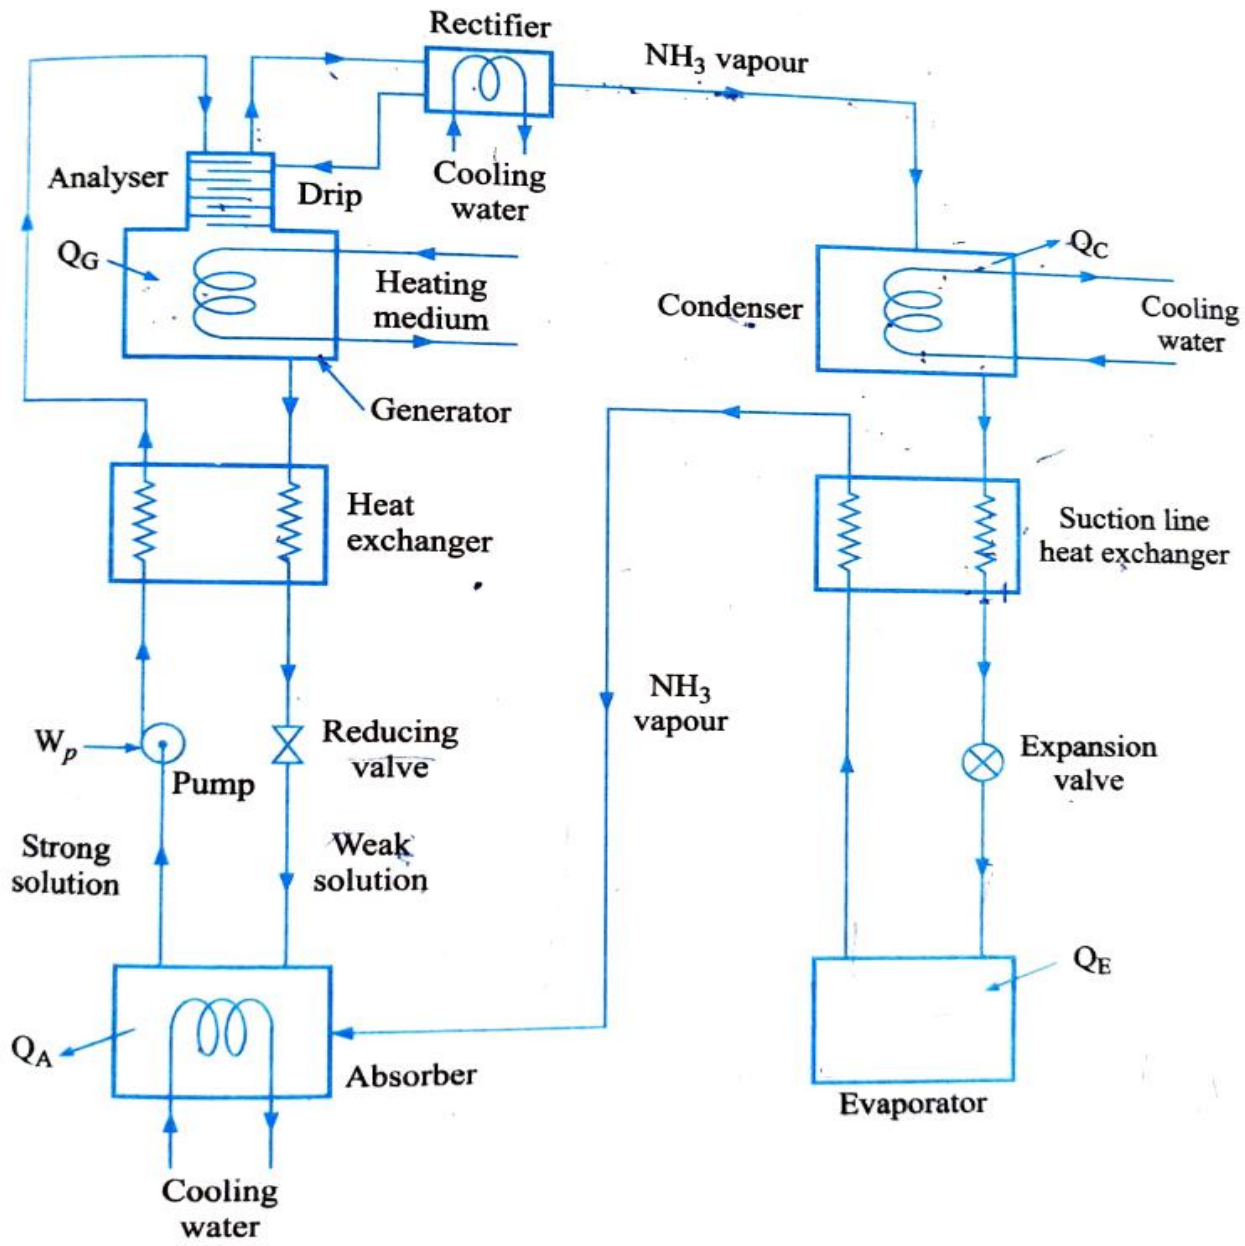 Rectifier
NH3 vapour
Analyser
Drip
Cooling
water
QG
Heating
medium
QC
Condenser
Cooling
water
Generator
Heat
exchanger
Suction line
heat exchanger
NH3
vapour
Wp
Pump
Reducing
valve
Expansion
valve
Strong
solution
Weak
solution
QE
QA
Absorber
Evaporator
Cooling
water